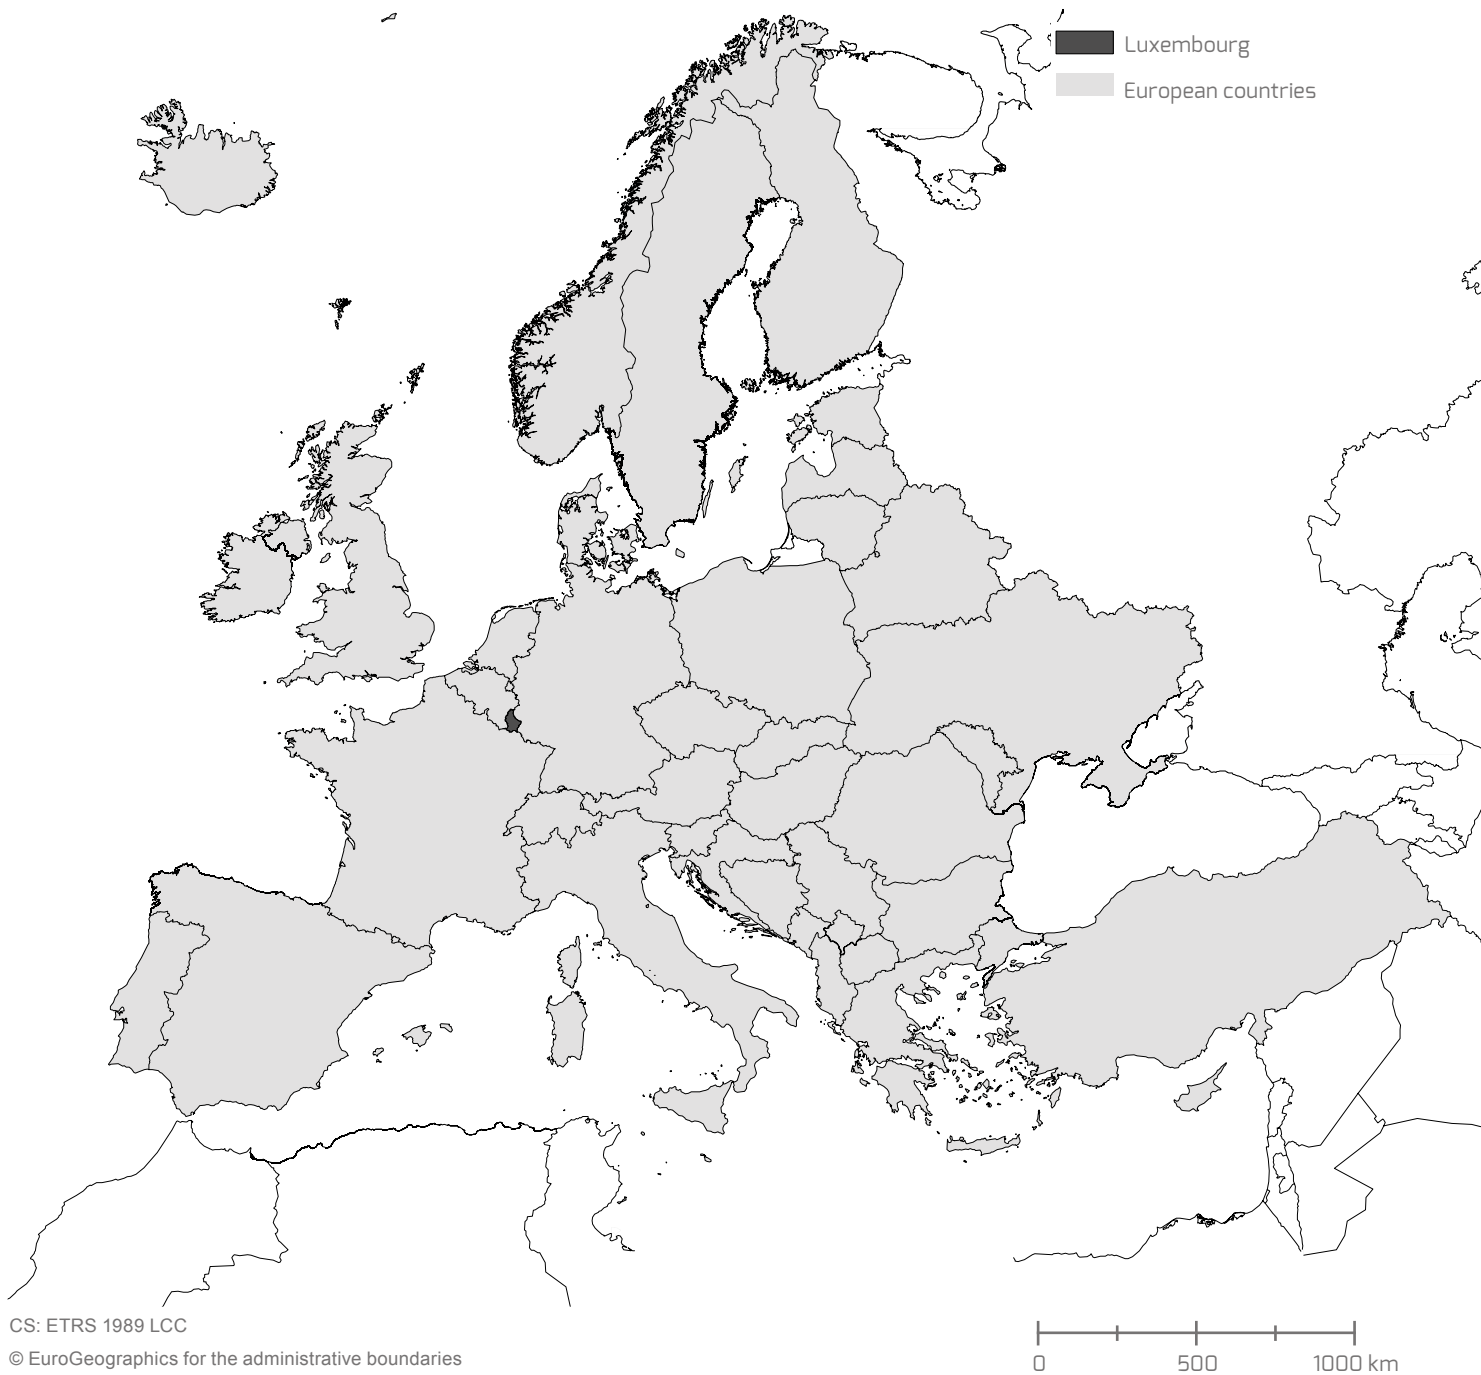 Luxembourg
European countries
CS: ETRS 1989 LCC
© EuroGeographics for the administrative boundaries
0 500 1000 km